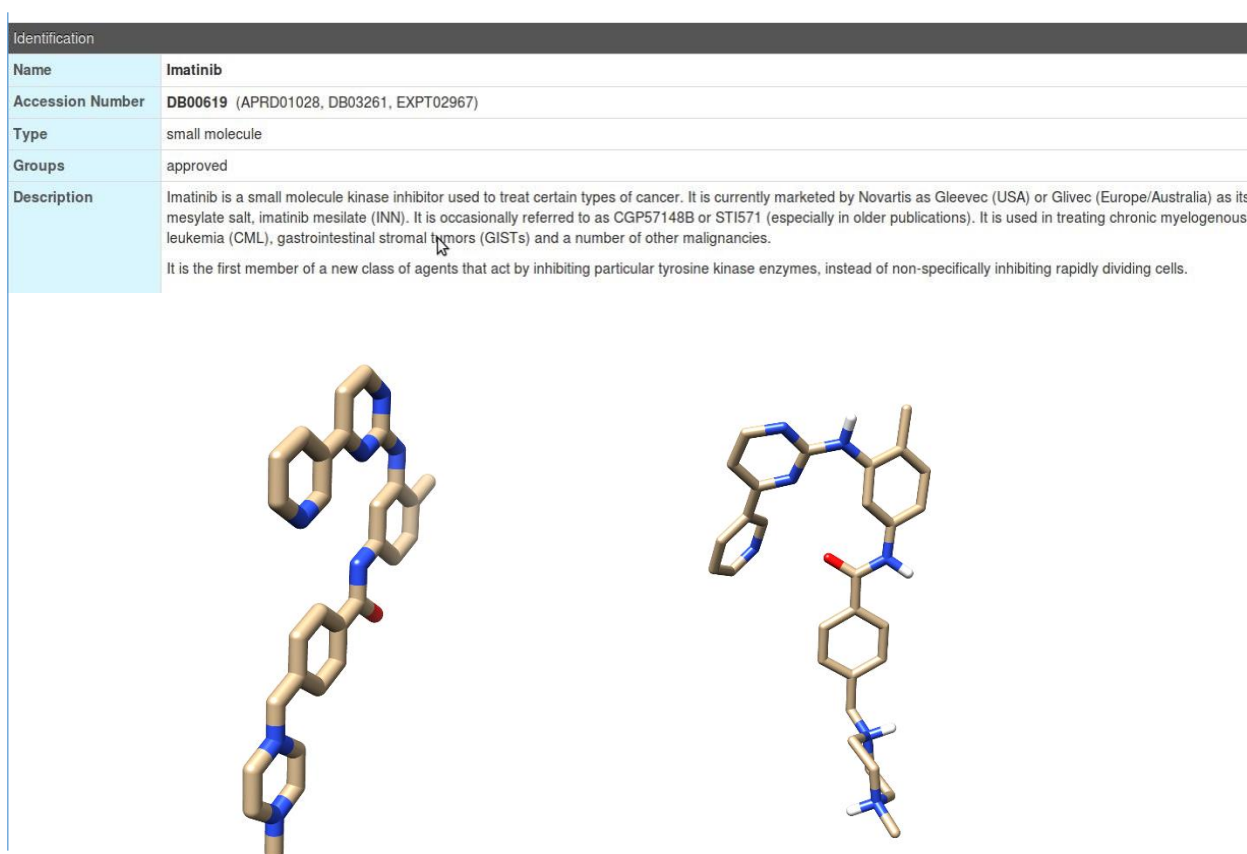 Identification
Name Imatinib
Accession Number DB00619 (APRD01028, DB03261, EXPT02967)
Type small molecule
Groups approved
Description Imatinib is a small molecule kinase inhibitor used to treat certain types of cancer. It is currently marketed by Novartis as Gleevec (USA) or Glivec (Europe/Australia) as its
mesylate salt, imatinib mesilate (INN). It is occasionally referred to as CGP57148B or STI571 (especially in older publications). It is used in treating chronic myelogenous
leukemia (CML), gastrointestinal stromal tumors (GISTs) and a number of other malignancies.
It is the first member of a new class of agents that act by inhibiting particular tyrosine kinase enzymes, instead of non-specifically inhibiting rapidly dividing cells.